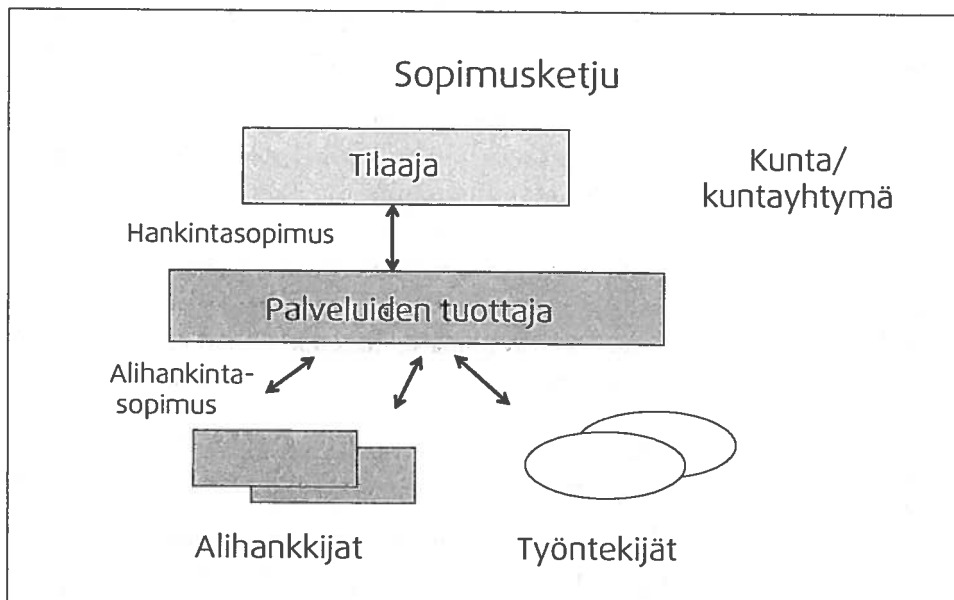 Sopimusketju
Tilaaja
Kunta/
kuntayhtymä
Hankintasopimus
Palveluiden tuottaja
Alihankinta-
sopimus
Alihankkijat
Työntekijät